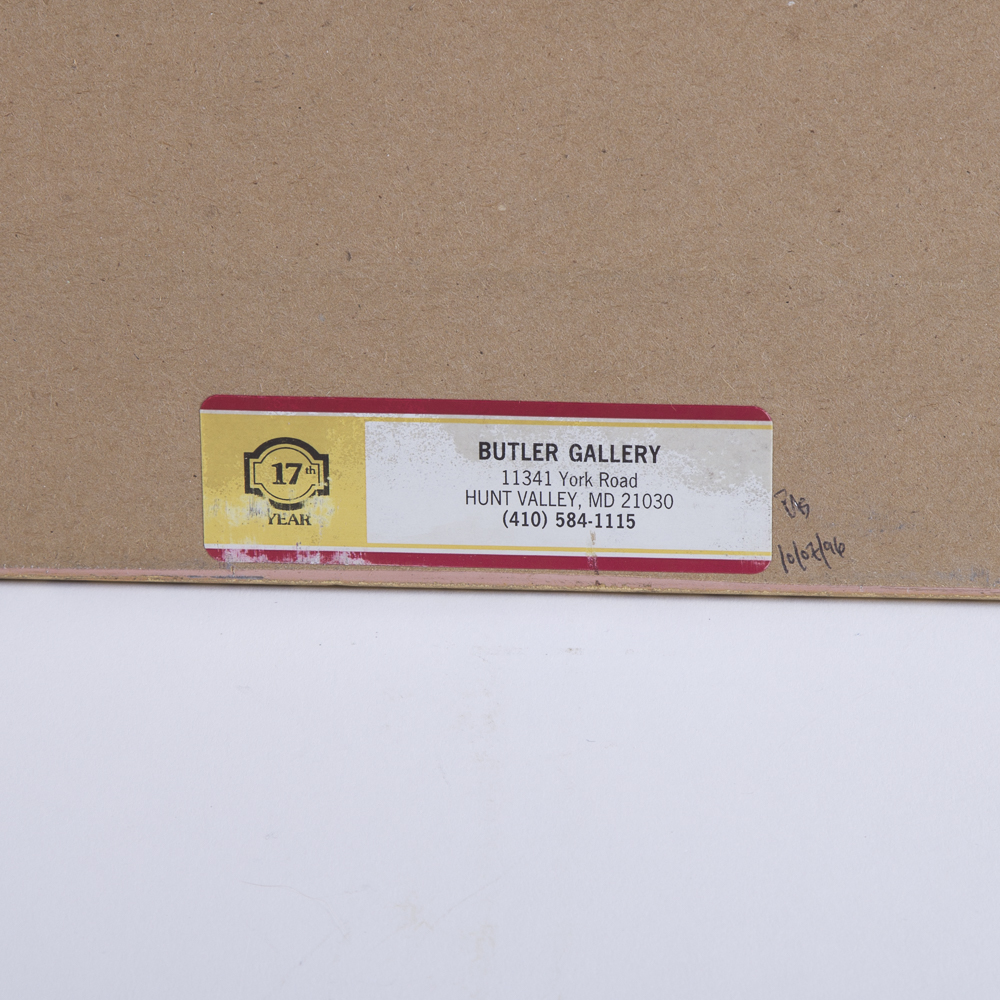 17th
YEAR
BUTLER GALLERY
11341 York Road
HUNT VALLEY, MD 21030
(410) 584-1115
10/02/96